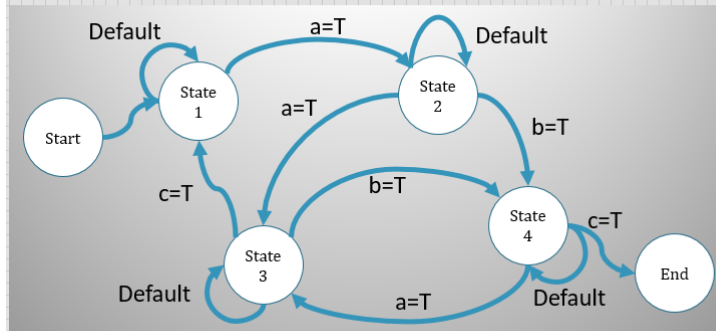 Default
a=T
Default
State
1
State
2
a=T
Start
b=T
b=T
c=T
State
4
c=T
State
3
End
Default
a=T
Default